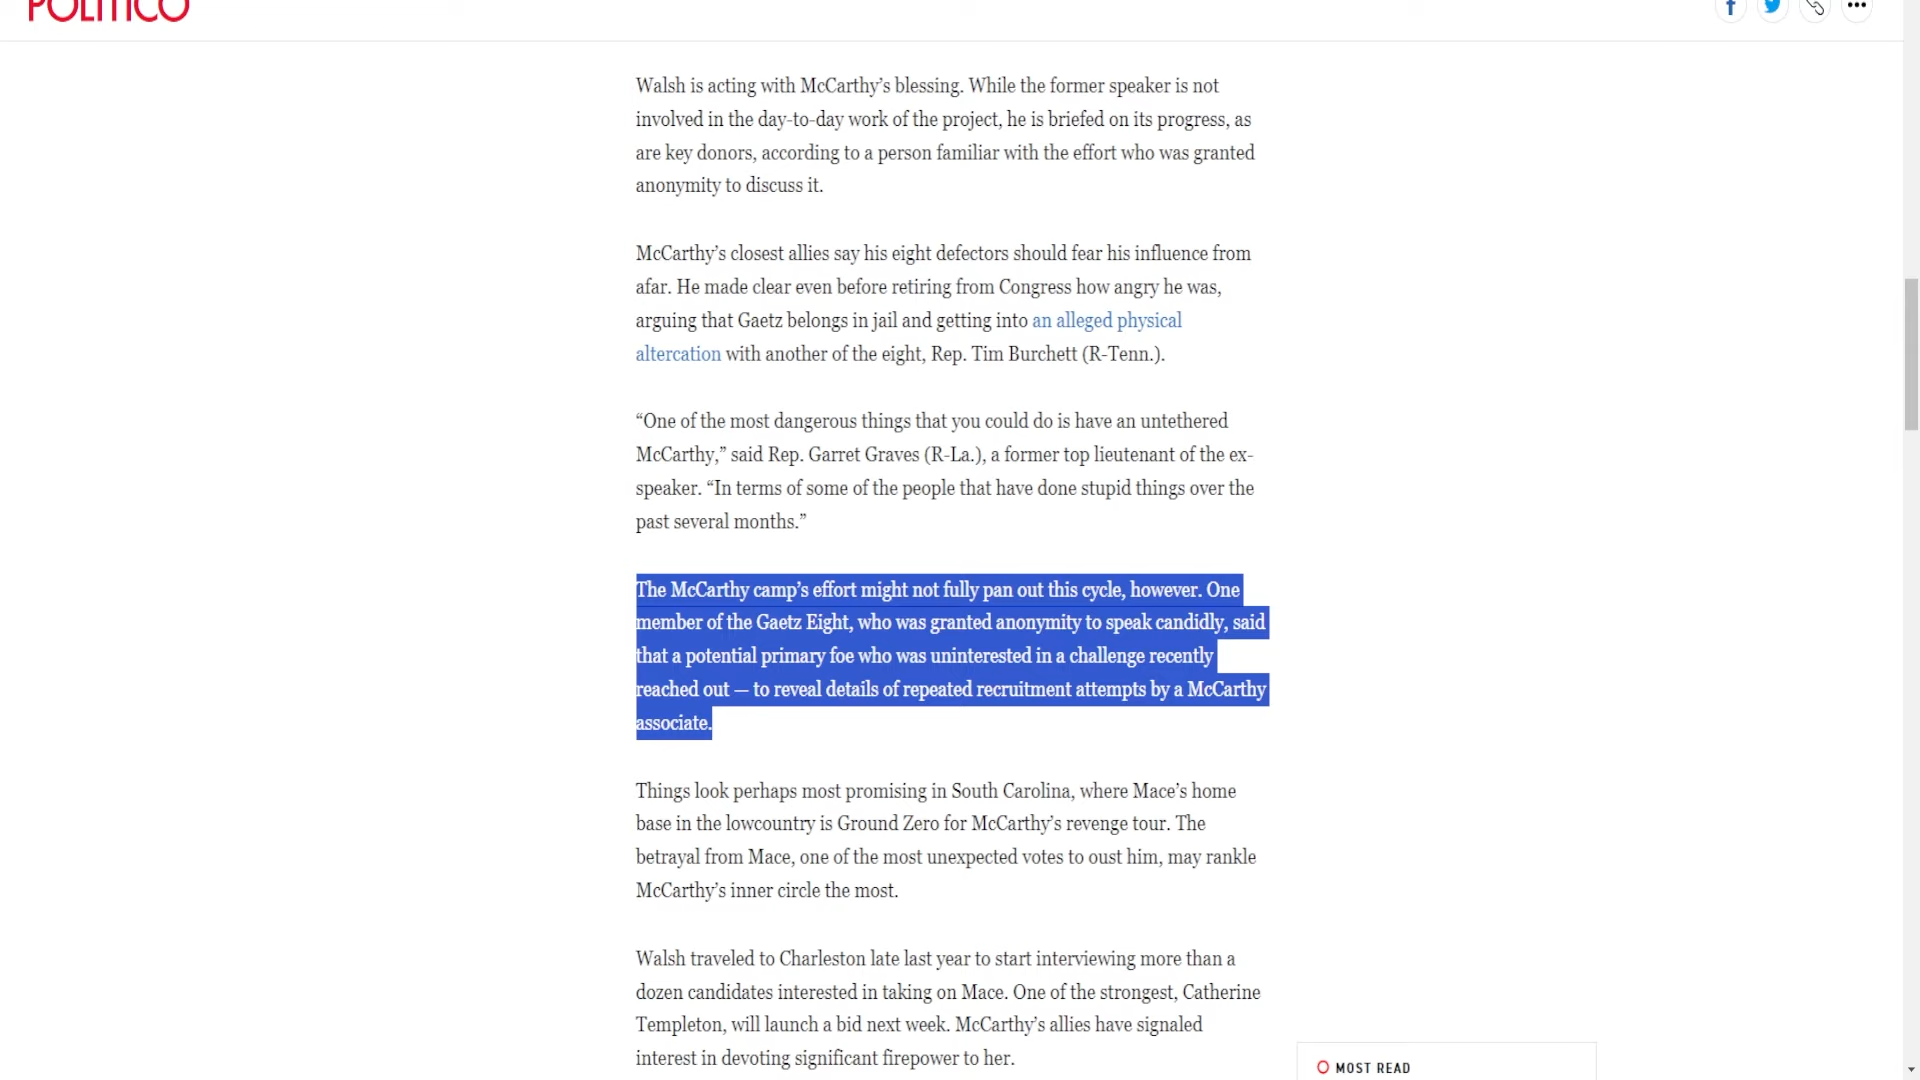 POLITICO
Walsh is acting with McCarthy’s blessing. While the former speaker is not
involved in the day-to-day work of the project, he is briefed on its progress, as
are key donors, according to a person familiar with the effort who was granted
anonymity to discuss it.
McCarthy’s closest allies say his eight defectors should fear his influence from
afar. He made clear even before retiring from Congress how angry he was,
arguing that Gaetz belongs in jail and getting into an alleged physical
altercation with another of the eight, Rep. Tim Burchett (R-Tenn.).
“One of the most dangerous things that you could do is have an untethered
McCarthy,” said Rep. Garret Graves (R-La.), a former top lieutenant of the ex-
speaker. “In terms of some of the people that have done stupid things over the
past several months.”
The McCarthy camp’s effort might not fully pan out this cycle, however. One
member of the Gaetz Eight, who was granted anonymity to speak candidly, said
that a potential primary foe who was uninterested in a challenge recently
reached out — to reveal details of repeated recruitment attempts by a McCarthy
associate.
Things look perhaps most promising in South Carolina, where Mace’s home
base in the lowcountry is Ground Zero for McCarthy’s revenge tour. The
betrayal from Mace, one of the most unexpected votes to oust him, may rankle
McCarthy’s inner circle the most.
Walsh traveled to Charleston late last year to start interviewing more than a
dozen candidates interested in taking on Mace. One of the strongest, Catherine
Templeton, will launch a bid next week. McCarthy’s allies have signaled
interest in devoting significant firepower to her.
MOST READ